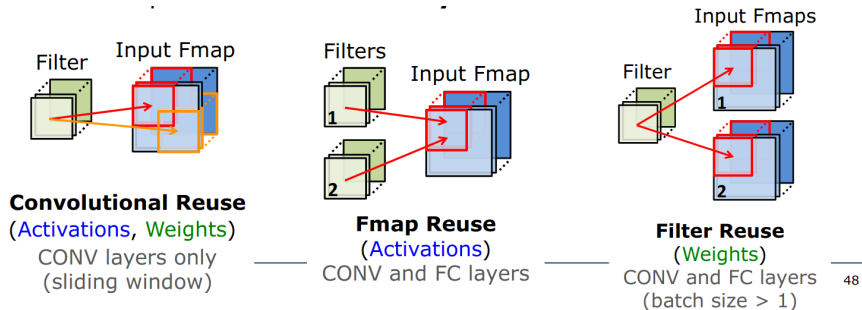 Filter
Input Fmap
Convolutional Reuse
(Activations, Weights)
CONV layers only
(sliding window)
Filters
Input Fmap
1
2
Fmap Reuse
(Activations)
CONV and FC layers
Input Fmaps
Filter
1
2
Filter Reuse
(Weights)
CONV and FC layers
(batch size > 1)
48